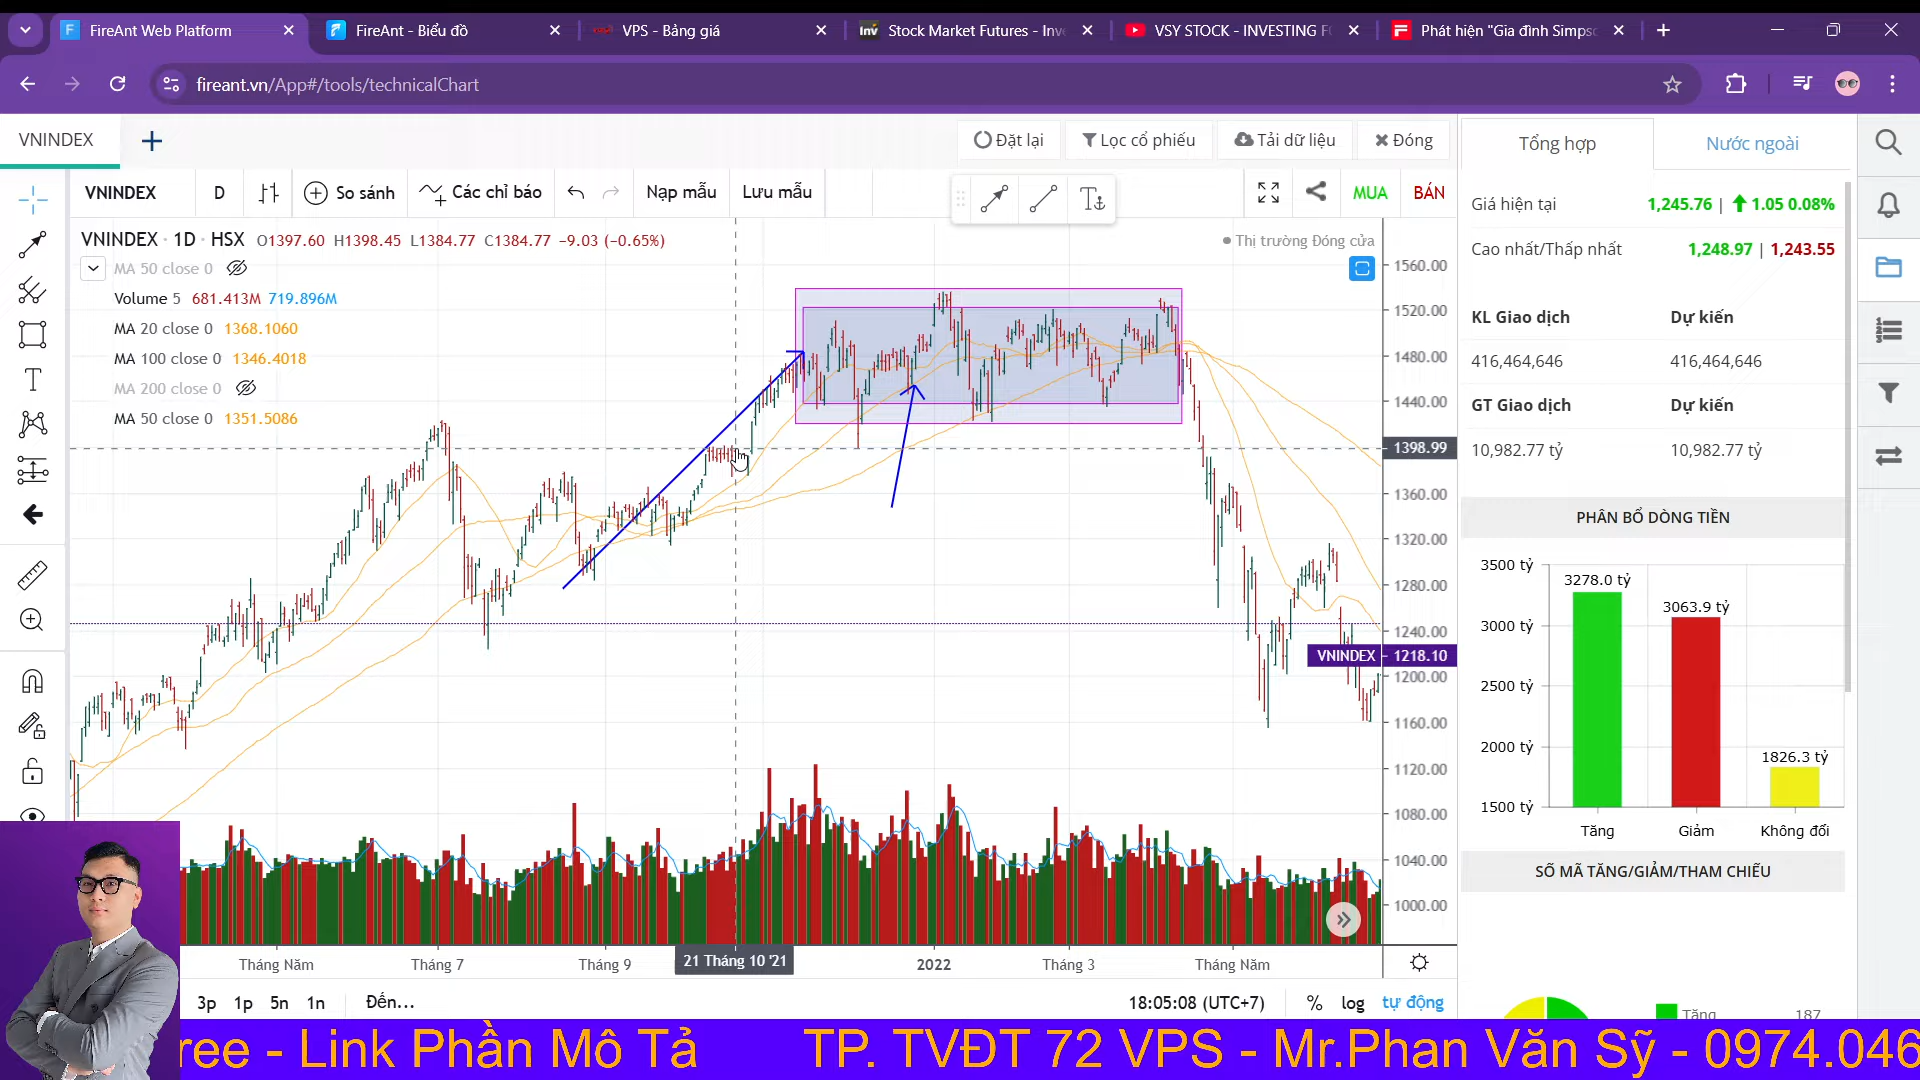 FireAnt Web Platform
FireAnt - Biểu đồ
VPS - Bảng giá
Stock Market Futures - Inv
VSY STOCK - INVESTING F
Phát hiện "Gia đình Simps
fireant.vn/App#/tools/technicalChart
VNINDEX
Đặt lại
Lọc cổ phiếu
Tải dữ liệu
Đóng
Tổng hợp
Nước ngoài
VNINDEX
D
So sánh
Các chỉ báo
Nạp mẫu
Lưu mẫu
MUA
BÁN
VNINDEX · 1D · HSX O1397.60 H1398.45 L1384.77 C1384.77 −9.03 (−0.65%)
Thị trường Đóng cửa
MA 50 close 0
Volume 5 681.413M 719.896M
MA 20 close 0 1368.1060
MA 100 close 0 1346.4018
MA 200 close 0
MA 50 close 0 1351.5086
1560.00
1520.00
1480.00
1440.00
1398.99
1360.00
1320.00
1280.00
1240.00
VNINDEX 1218.10
1200.00
1160.00
1120.00
1080.00
1040.00
1000.00
Tháng Năm
Tháng 7
Tháng 9
21 Tháng 10 '21
2022
Tháng 3
Tháng Năm
3p 1p 5n 1n Đến...
18:05:08 (UTC+7) % log tự động
Giá hiện tại 1,245.76 | 1.05 0.08%
Cao nhất/Thấp nhất 1,248.97 | 1,243.55
KL Giao dịch Dự kiến
416,464,646 416,464,646
GT Giao dịch Dự kiến
10,982.77 tỷ 10,982.77 tỷ
PHÂN BỔ DÒNG TIỀN
3500 tỷ
3000 tỷ
2500 tỷ
2000 tỷ
1500 tỷ
3278.0 tỷ
3063.9 tỷ
1826.3 tỷ
Tăng
Giảm
Không đổi
SỐ MÃ TĂNG/GIẢM/THAM CHIẾU
Tăng 187
ree - Link Phần Mô Tả TP. TVĐT 72 VPS - Mr.Phan Văn Sỹ - 0974.046